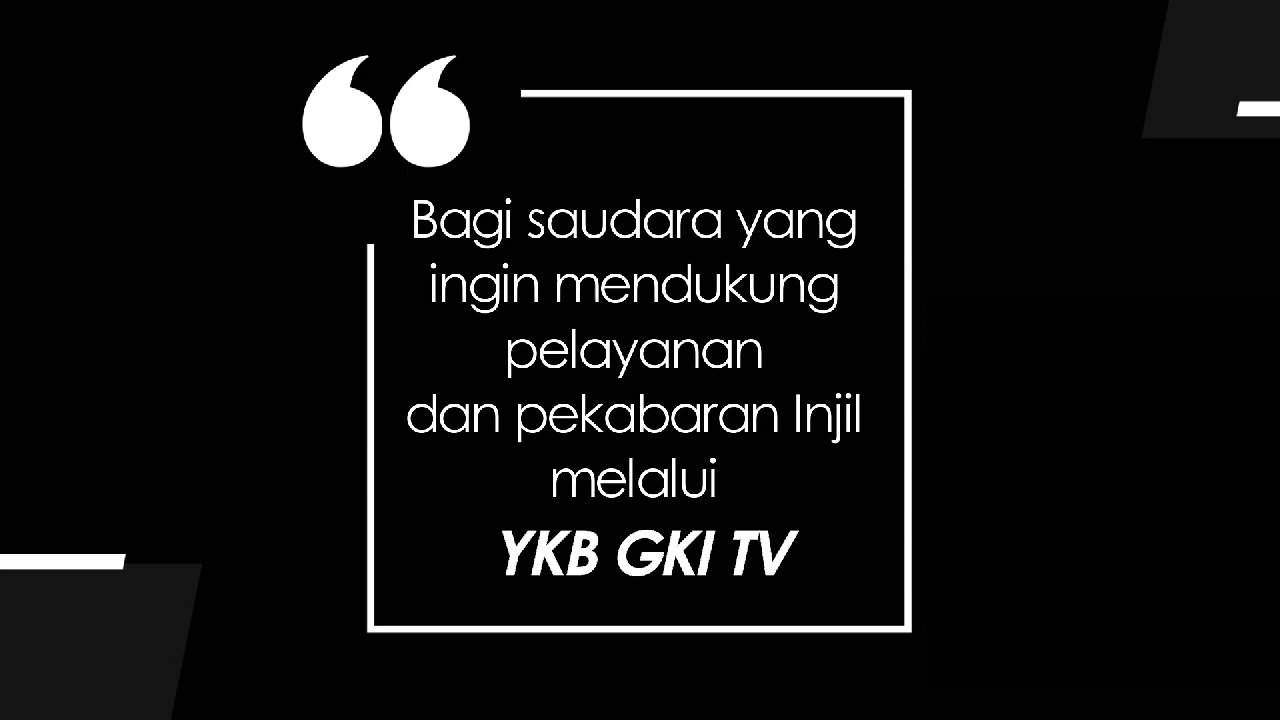 Bagi saudara yang
ingin mendukung
pelayanan
dan pekabaran Injil
melalui
YKB GKI TV